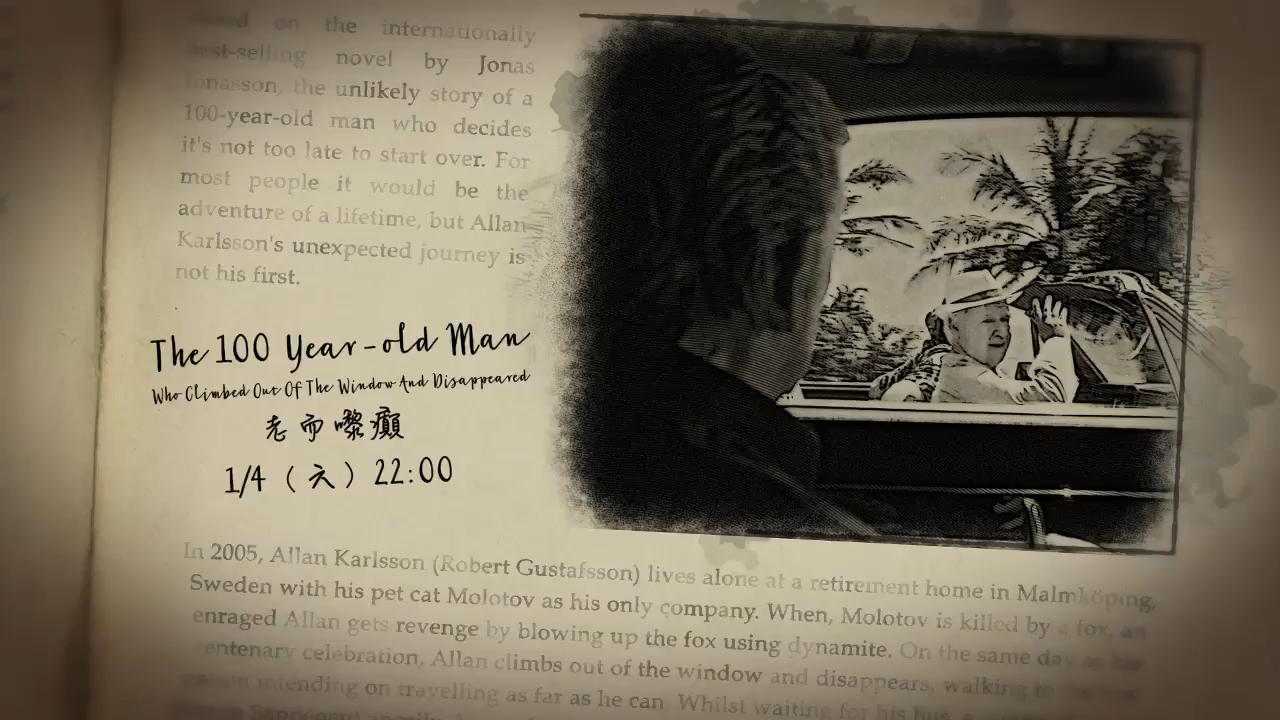 on the internationally
best-selling novel by Jonas
Jonasson, the unlikely story of a
100-year-old man who decides
it's not too late to start over. For
most people it would be the
adventure of a lifetime, but Allan
Karlsson's unexpected journey is
not his first.
The 100 Year-old Man
Who Climbed Out Of The Window And Disappeared
老而嚟癲
1/4 (六) 22:00
In 2005, Allan Karlsson (Robert Gustafsson) lives alone at a retirement home in Malmköping,
Sweden with his pet cat Molotov as his only company. When, Molotov is killed by a fox, an
enraged Allan gets revenge by blowing up the fox using dynamite. On the same day as his
centenary celebration, Allan climbs out of the window and disappears, walking to
intending on travelling as far as he can. Whilst waiting for his bus, a